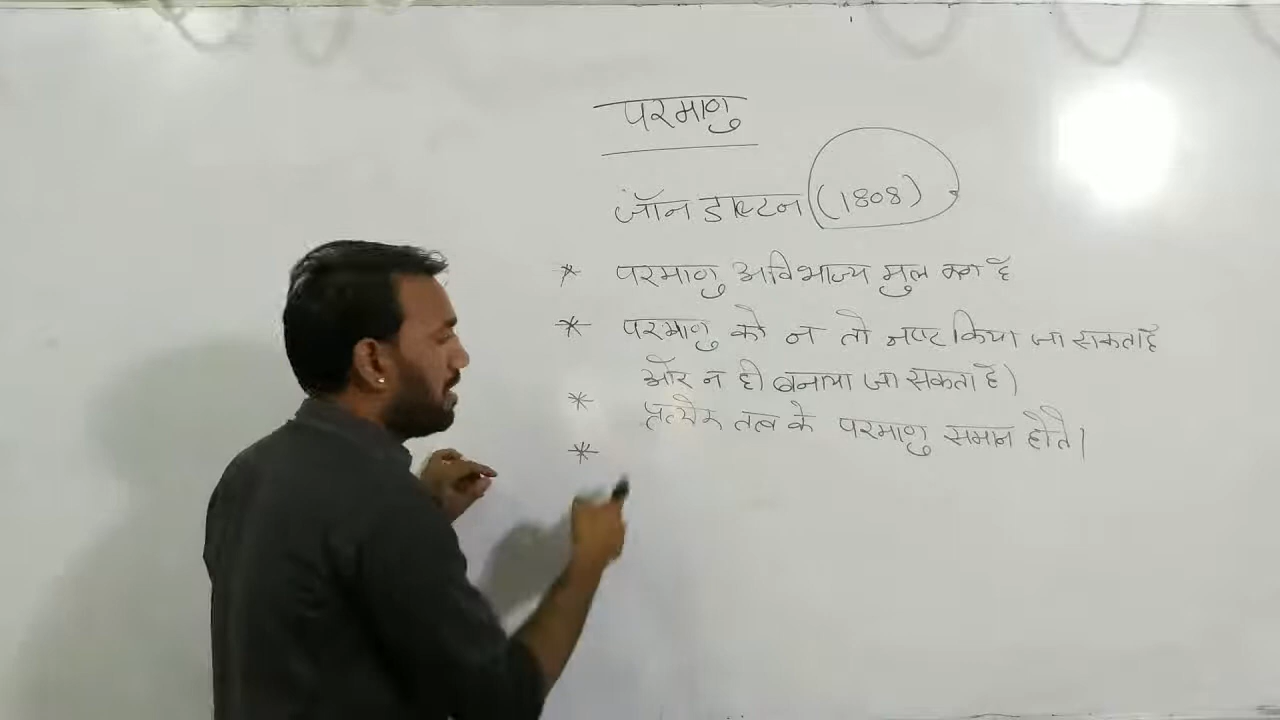 परमाणु
जॉन डाल्टन (1808)
* परमाणु अविभाज्य मुल कण है
* परमाणु को न तो नष्ट किया जा सकता है
और न ही बनाया जा सकता है)
* प्रत्येक तत्व के परमाणु समान होते।
*